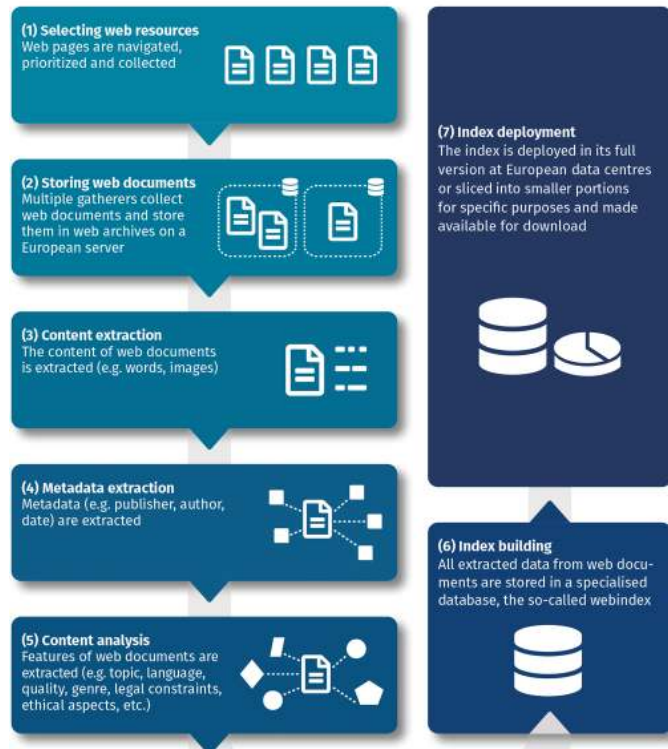 (1) Selecting web resources
Web pages are navigated,
prioritized and collected
(2) Storing web documents
Multiple gatherers collect
web documents and store
them in web archives on a
European server
(3) Content extraction
The content of web documents
is extracted (e.g. words, images)
(4) Metadata extraction
Metadata (e.g. publisher, author,
date) are extracted
(5) Content analysis
Features of web documents are
extracted (e.g. topic, language,
quality, genre, legal constraints,
ethical aspects, etc.)
(6) Index building
All extracted data from web docu-
ments are stored in a specialised
database, the so-called webindex
(7) Index deployment
The index is deployed in its full
version at European data centres
or sliced into smaller portions
for specific purposes and made
available for download